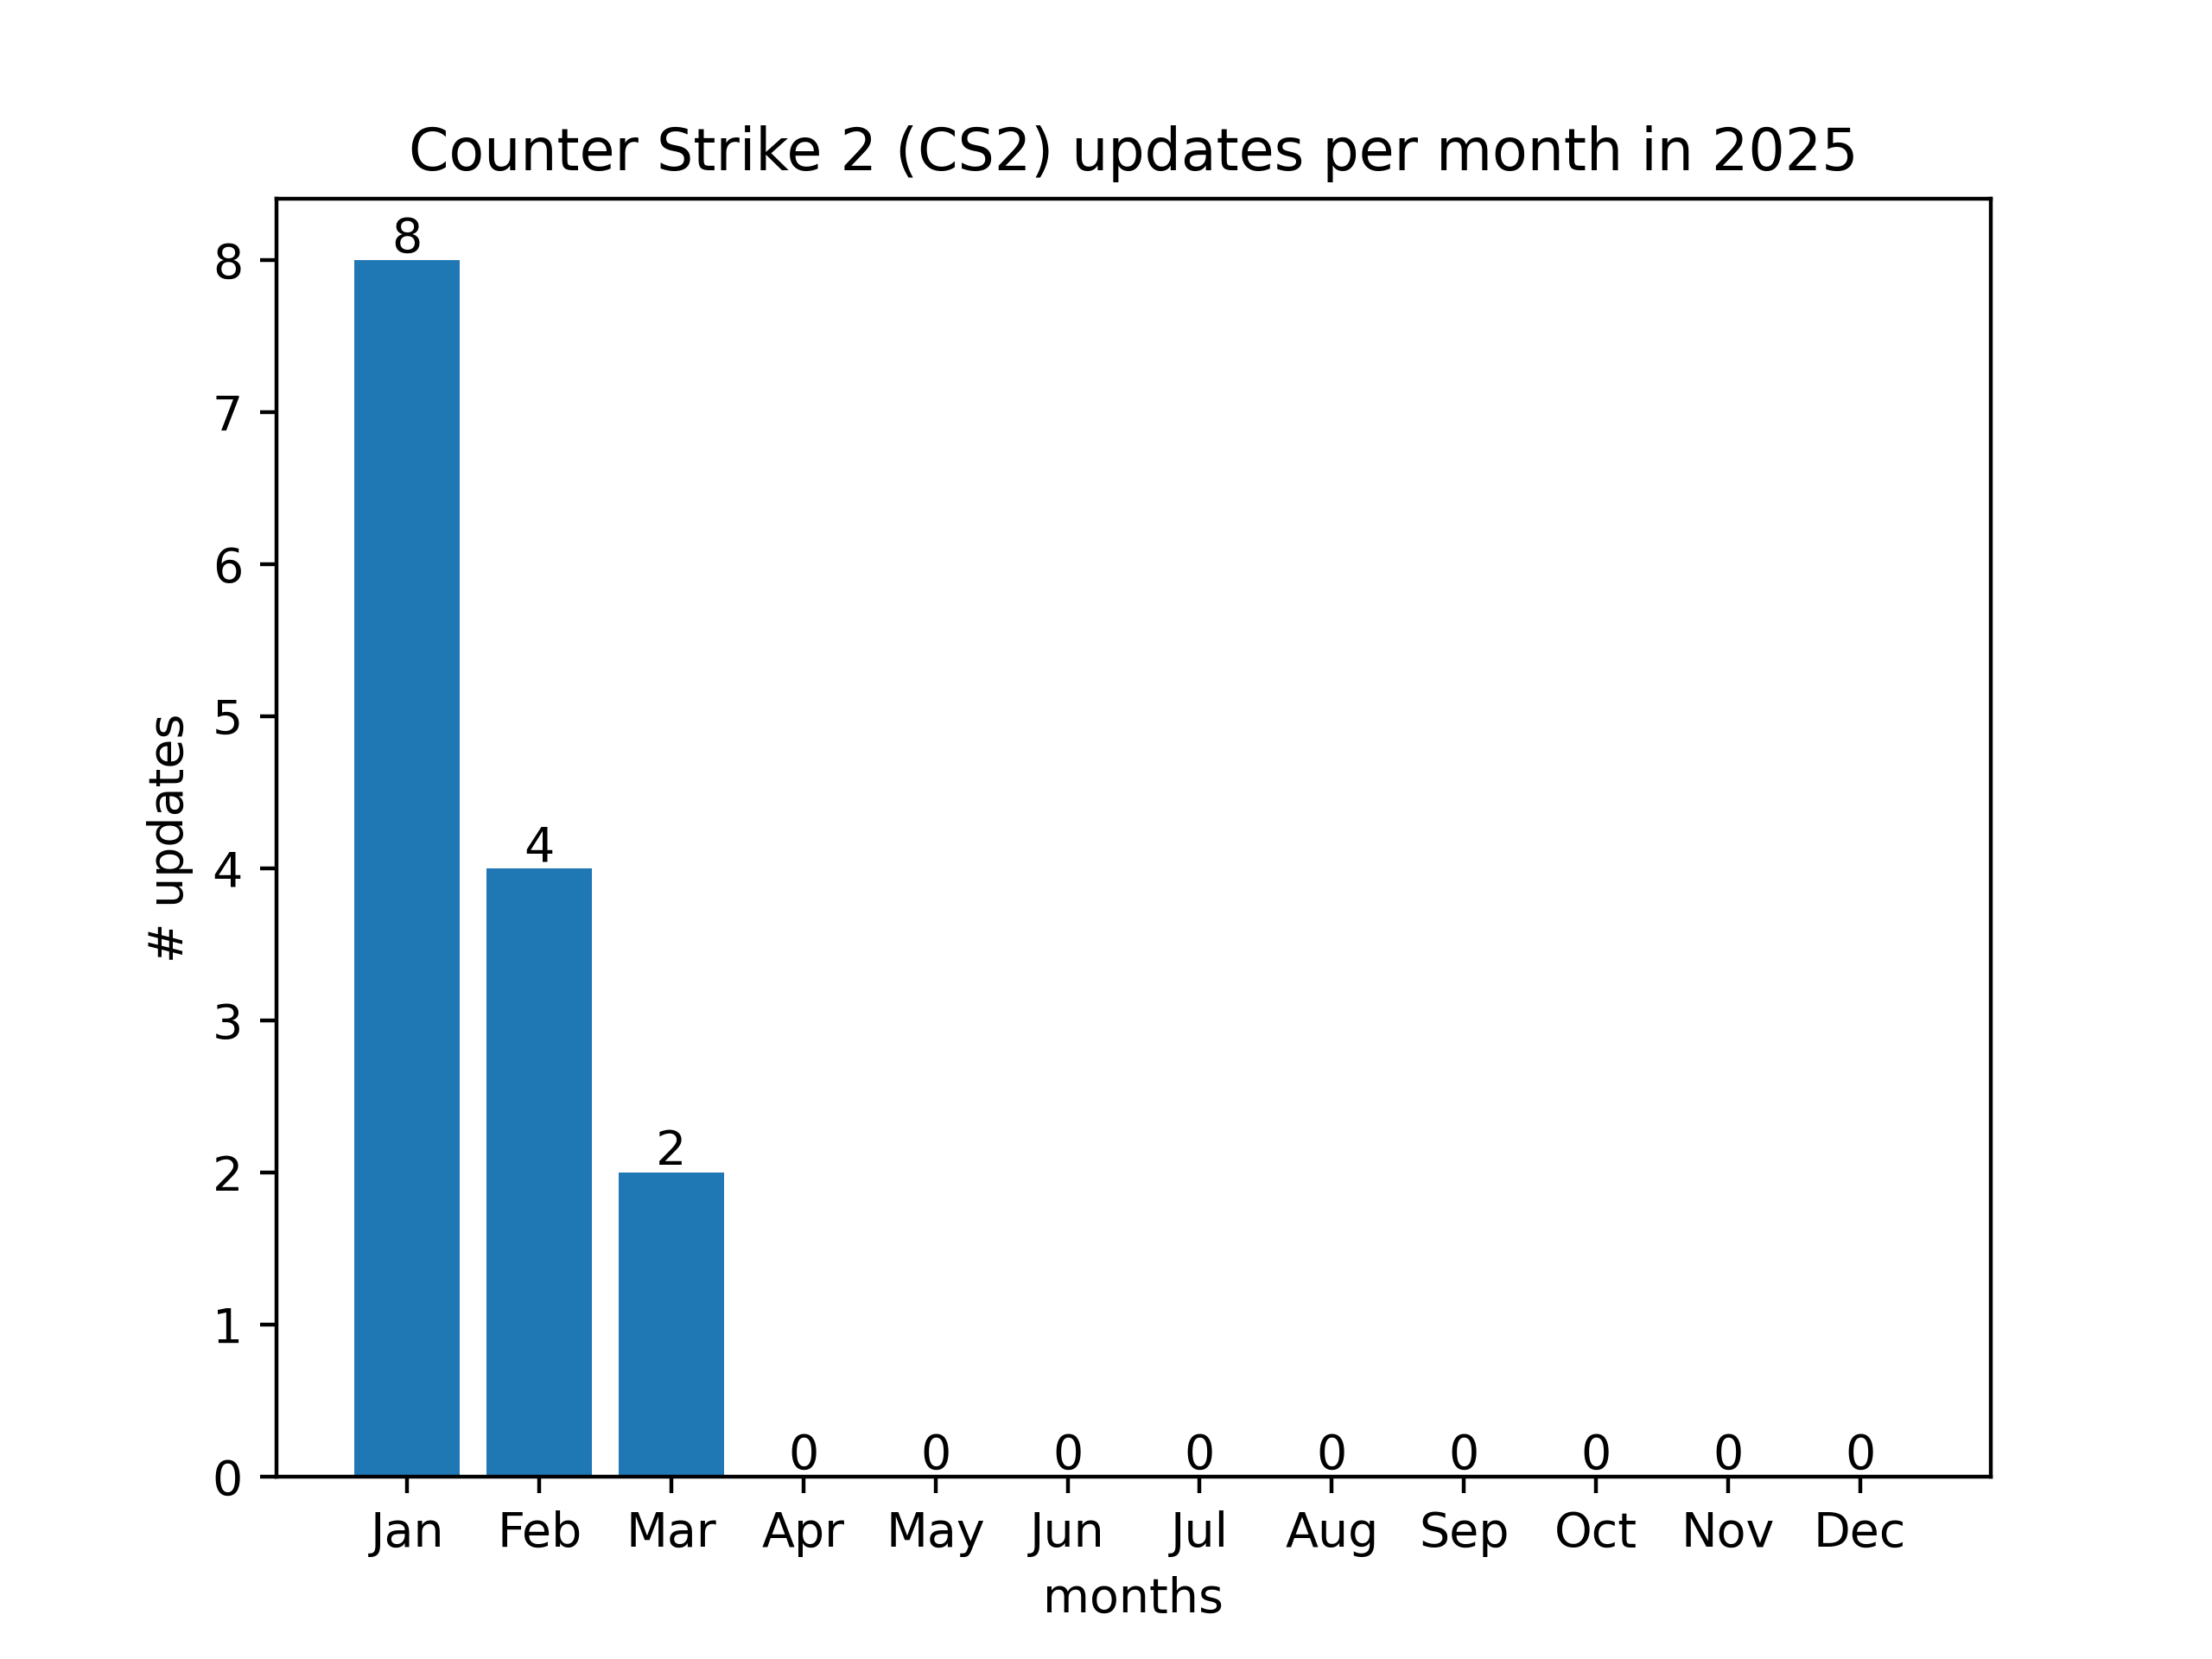 Counter Strike 2 (CS2) updates per month in 2025
8
8
7
6
5
4
4
3
2
2
1
0
0 0 0 0 0 0 0 0 0
Jan Feb Mar Apr May Jun Jul Aug Sep Oct Nov Dec
months
# updates